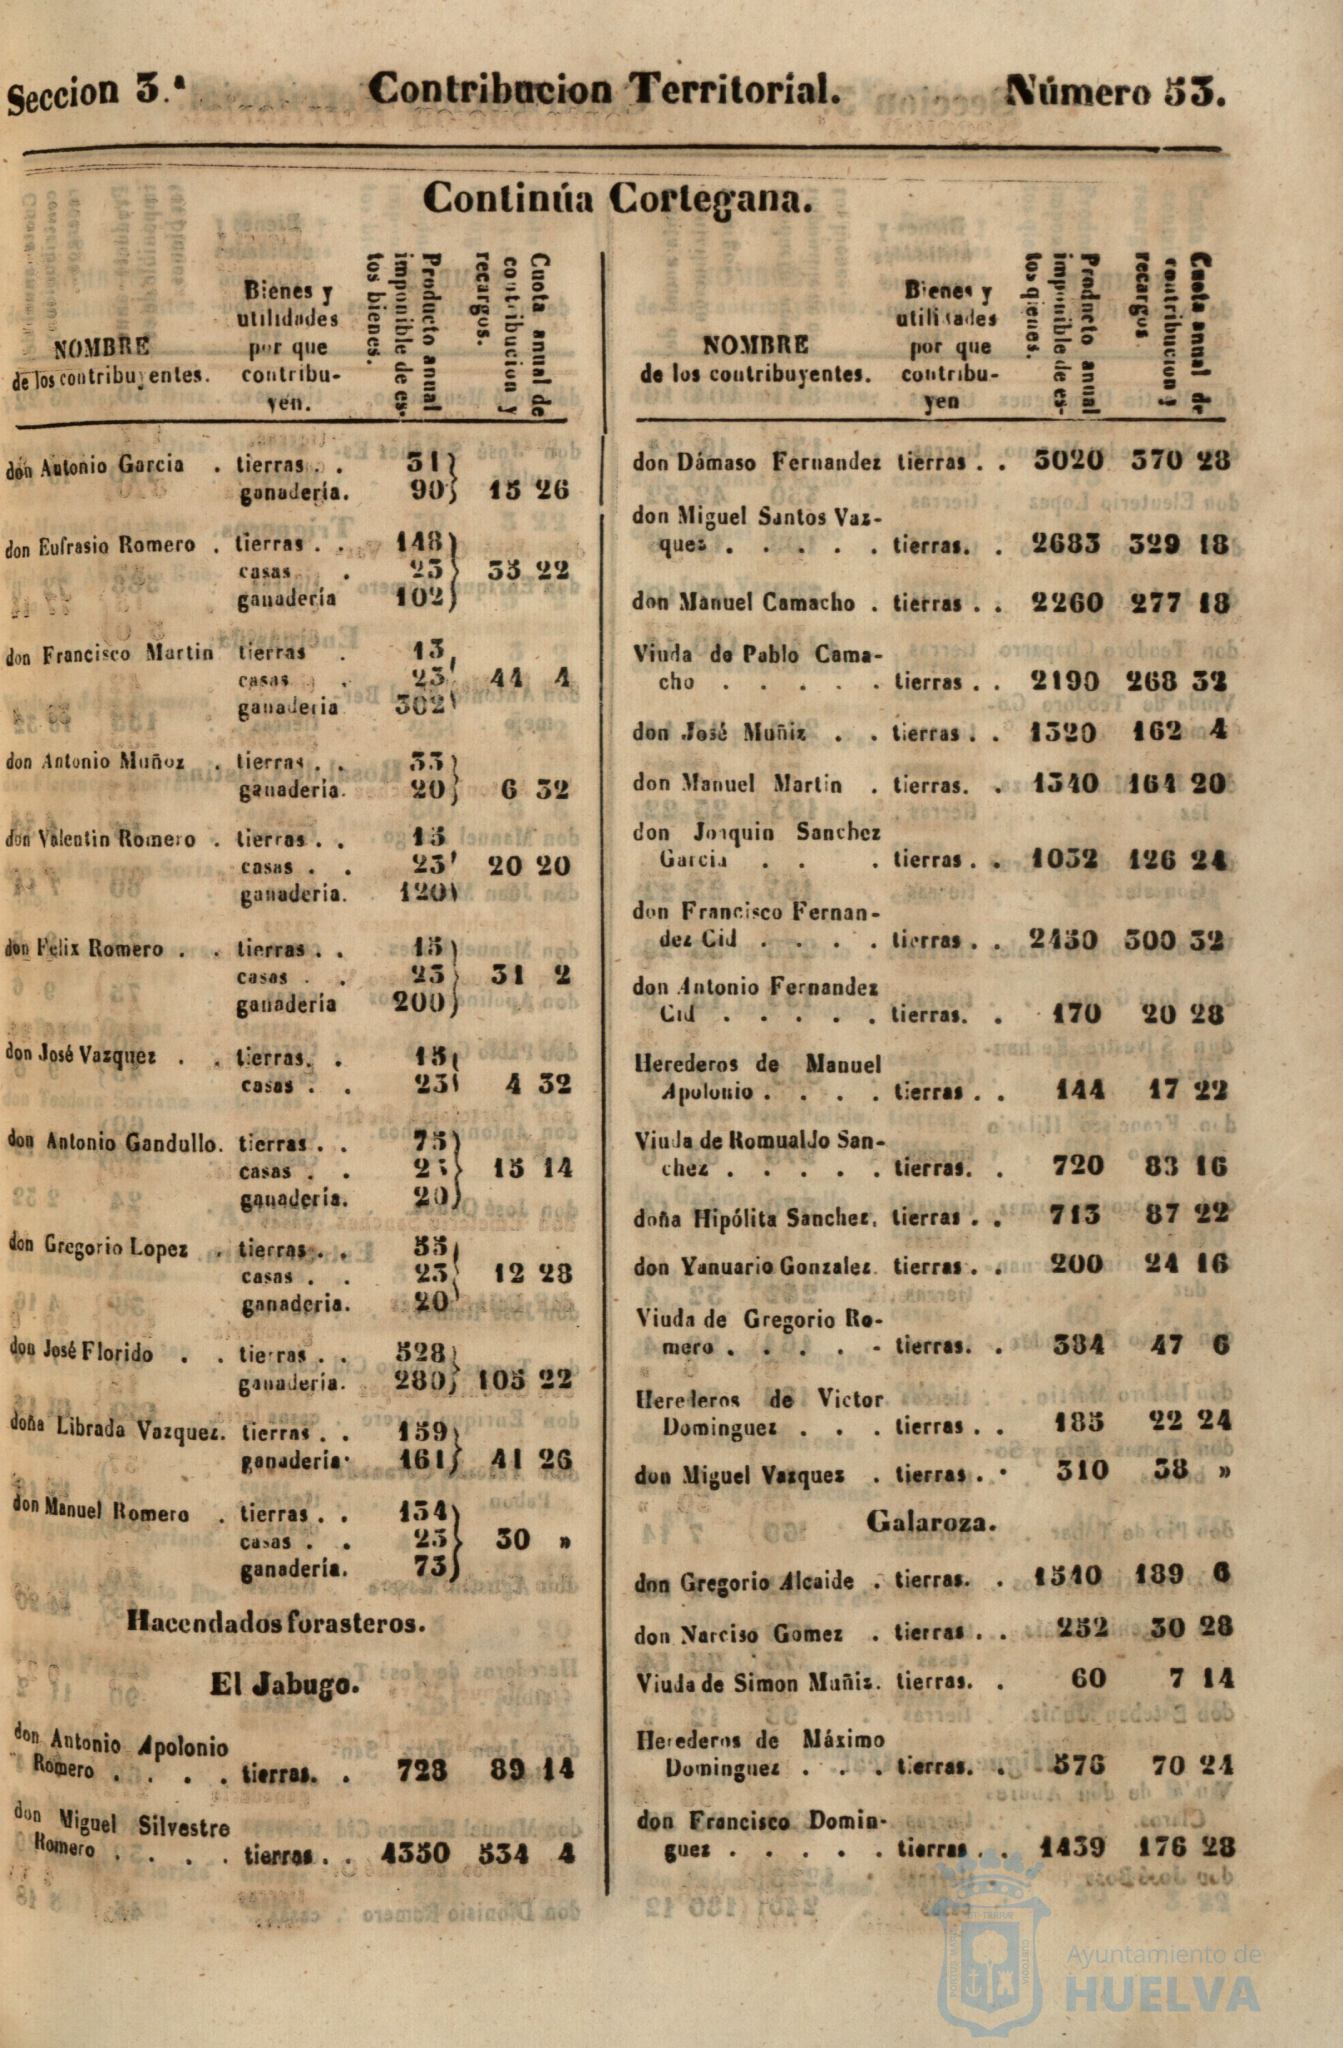 Seccion 3.ª Contribucion Territorial. Número 53.
Continúa Cortegana.
NOMBRE
de los contribuyentes.
Bienes y
utilidades
por que
contribu-
yen.
Producto anual
imponible de es-
tos bienes.
Cuota anual de
contribucion y
recargos.
don Antonio Garcia . tierras . . 31
ganadería. 90 15 26
don Eufrasio Romero . tierras . . 148
casas . 23 33 22
ganaderia 102
don Francisco Martin tierras . 13
casas . 23 44 4
ganaderia 302
don Antonio Muñoz . tierras . . 33
ganadería. 20 6 32
don Valentin Romero . tierras . . 15
casas . . 23 20 20
ganadería. 120
don Felix Romero . . tierras . . 15
casas . . 23 31 2
ganaderia 200
don José Vazquez . . tierras. . 15
casas . . 23 4 32
don Antonio Gandullo. tierras . . 75
casas . . 23 15 14
ganadería. 20
don Gregorio Lopez . tierras . . 55
casas . . 23 12 28
ganadería. 20
don José Florido . . tierras . . 528
ganadería. 280 105 22
doña Librada Vazquez. tierras . . 159
ganadería. 161 41 26
don Manuel Romero . tierras . . 134
casas . . 23 30 »
ganadería. 73
Hacendados forasteros.
El Jabugo.
don Antonio Apolonio
Romero . . . . tierras. . 728 89 14
don Miguel Silvestre
Romero . . . . tierras . . 4350 534 4
NOMBRE
de los contribuyentes.
Bienes y
utilidades
por que
contribu-
yen
Producto anual
imponible de es-
tos bienes.
Cuota anual de
contribucion y
recargos
don Dámaso Fernandez tierras . . 3020 370 28
don Miguel Santos Vaz-
quez . . . . . tierras. . 2683 329 18
don Manuel Camacho . tierras . . 2260 277 18
Viuda de Pablo Cama-
cho . . . . . tierras . . 2190 268 32
don José Muñiz . . tierras . . 1320 162 4
don Manuel Martin . tierras. . 1340 164 20
don Joaquin Sanchez
Garcia . . . tierras . . 1032 126 24
don Francisco Fernan-
dez Cid . . . . tierras . . 2450 300 32
don Antonio Fernandez
Cid . . . . . tierras. . 170 20 28
Herederos de Manuel
Apolonio . . . . tierras . . 144 17 22
Viuda de Romualdo San-
chez . . . . . tierras. . 720 83 16
doña Hipólita Sanchez. tierras . . 713 87 22
don Yanuario Gonzalez. tierras . . 200 24 16
Viuda de Gregorio Ro-
mero . . . . - tierras. . 384 47 6
Herederos de Victor
Dominguez . . . tierras . . 185 22 24
don Miguel Vazquez . tierras . . 310 38 »
Galaroza.
don Gregorio Alcaide . tierras. . 1540 189 6
don Narciso Gomez . tierras . . 252 30 28
Viuda de Simon Muñiz. tierras. . 60 7 14
Herederos de Máximo
Dominguez . . . tierras. . 576 70 24
don Francisco Domin-
guez . . . . . tierras . . 1439 176 28
Ayuntamiento de
HUELVA